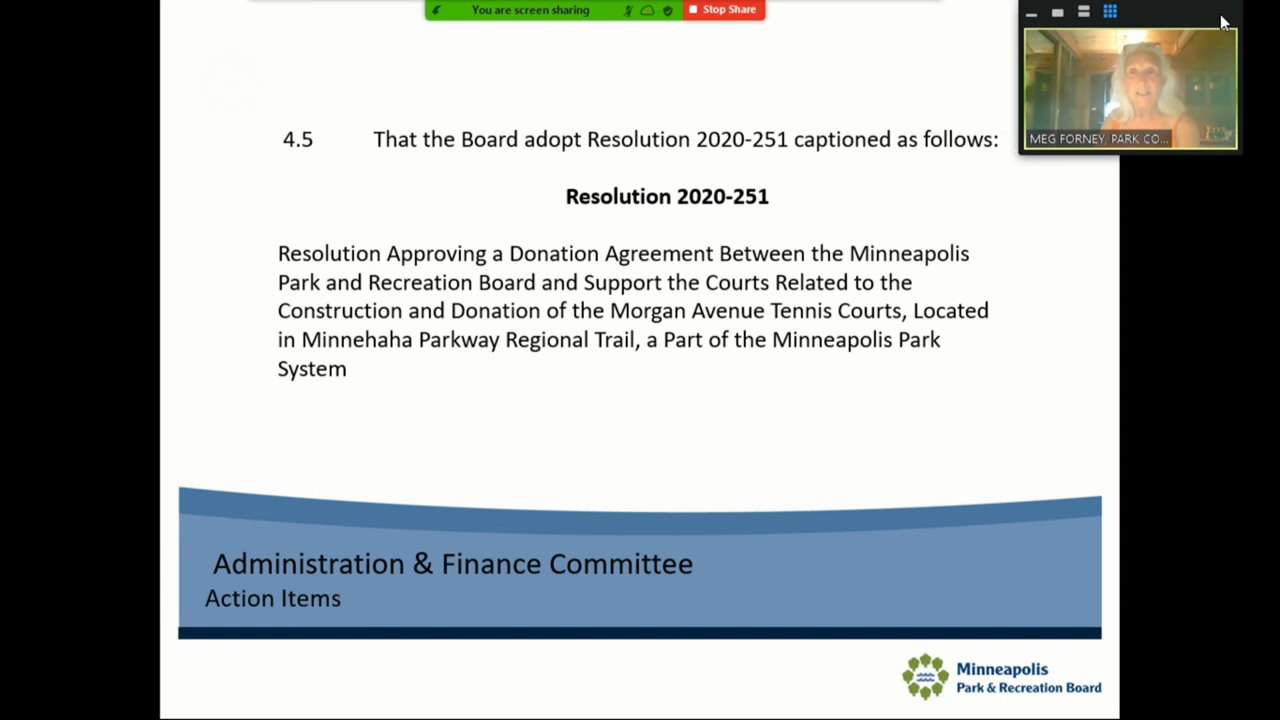 You are screen sharing
Stop Share
MEG FORNEY, PARK CO...
4.5 That the Board adopt Resolution 2020-251 captioned as follows:
Resolution 2020-251
Resolution Approving a Donation Agreement Between the Minneapolis
Park and Recreation Board and Support the Courts Related to the
Construction and Donation of the Morgan Avenue Tennis Courts, Located
in Minnehaha Parkway Regional Trail, a Part of the Minneapolis Park
System
Administration & Finance Committee
Action Items
Minneapolis
Park & Recreation Board